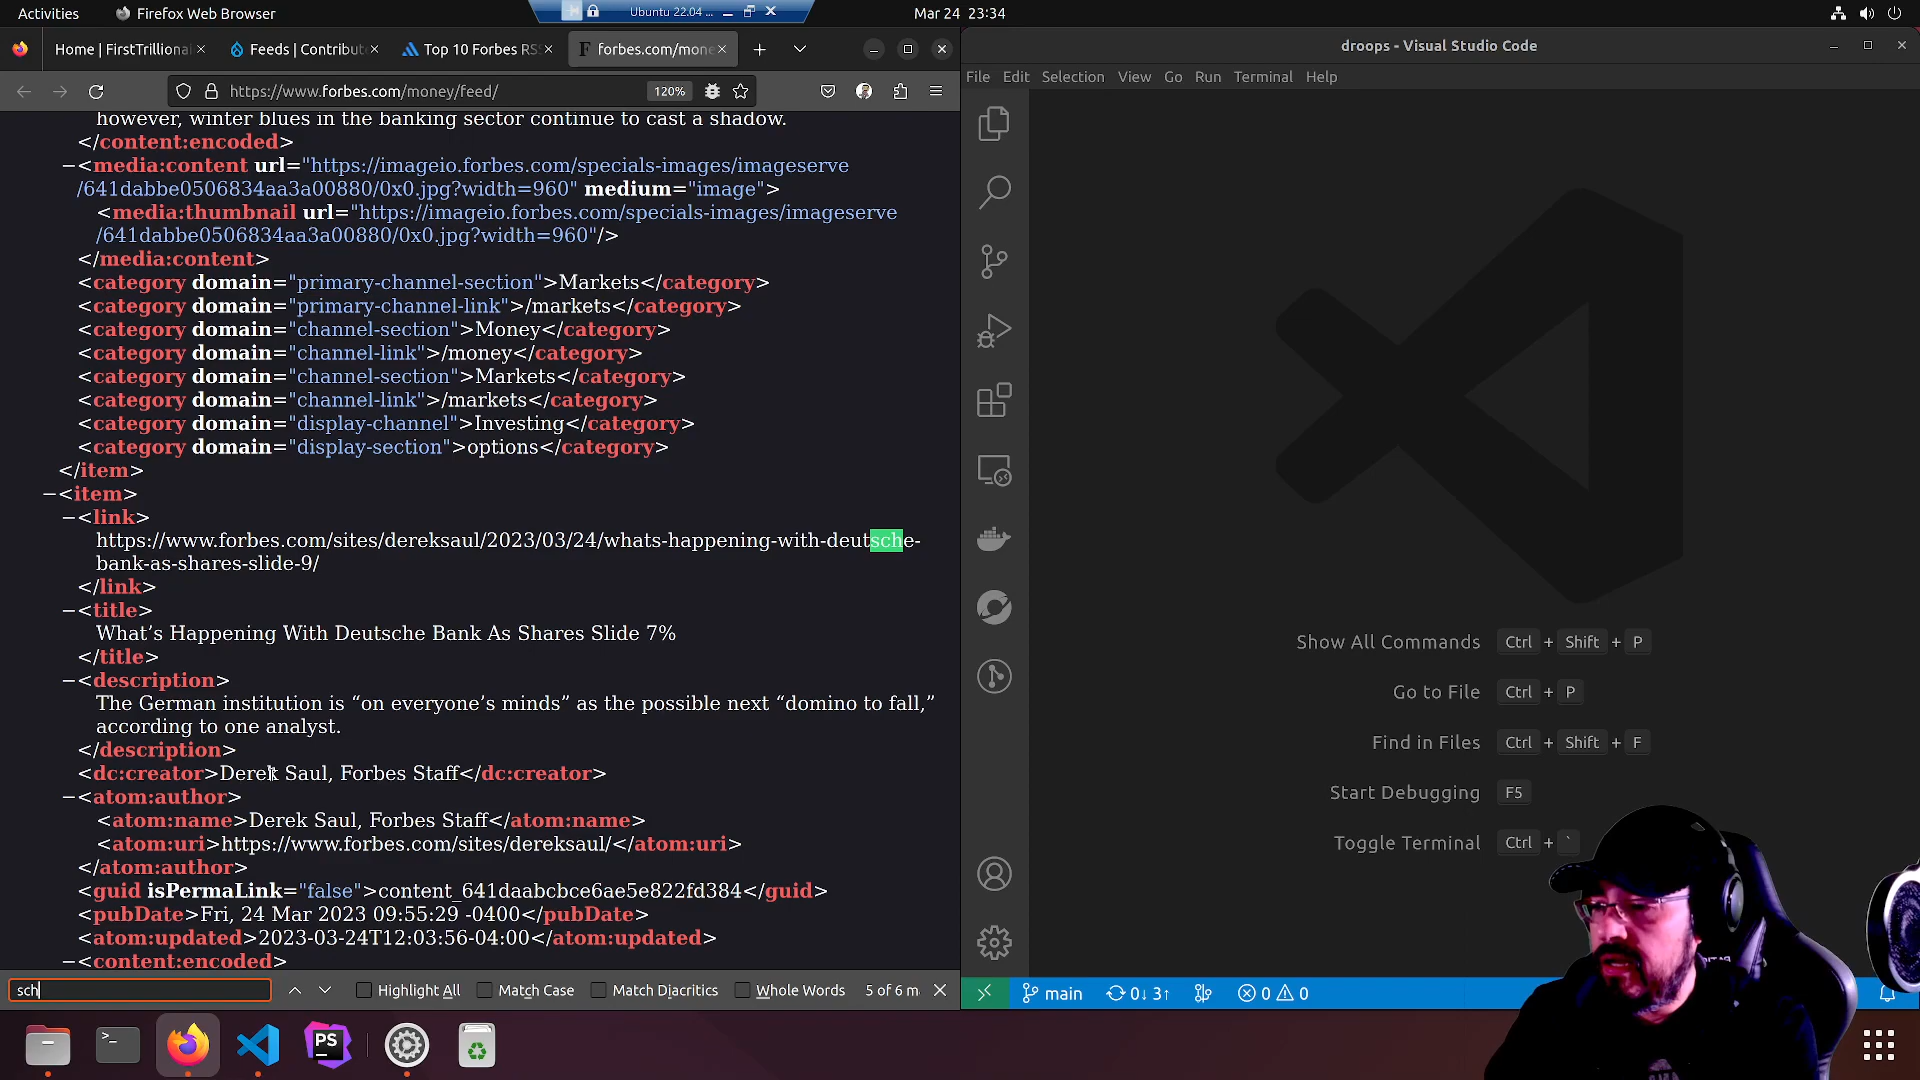 Activities
Firefox Web Browser
Ubuntu 22.04 ...
Mar 24 23:34
Home | FirstTrillional
Feeds | Contribute
Top 10 Forbes RS
forbes.com/mone
https://www.forbes.com/money/feed/
120%
however, winter blues in the banking sector continue to cast a shadow.
</content:encoded>
−<media:content url="https://imageio.forbes.com/specials-images/imageserve
/641dabbe0506834aa3a00880/0x0.jpg?width=960" medium="image">
<media:thumbnail url="https://imageio.forbes.com/specials-images/imageserve
/641dabbe0506834aa3a00880/0x0.jpg?width=960"/>
</media:content>
<category domain="primary-channel-section">Markets</category>
<category domain="primary-channel-link">/markets</category>
<category domain="channel-section">Money</category>
<category domain="channel-link">/money</category>
<category domain="channel-section">Markets</category>
<category domain="channel-link">/markets</category>
<category domain="display-channel">Investing</category>
<category domain="display-section">options</category>
</item>
−<item>
−<link>
https://www.forbes.com/sites/dereksaul/2023/03/24/whats-happening-with-deutsche-
bank-as-shares-slide-9/
</link>
−<title>
What’s Happening With Deutsche Bank As Shares Slide 7%
</title>
−<description>
The German institution is “on everyone’s minds” as the possible next “domino to fall,”
according to one analyst.
</description>
<dc:creator>Derek Saul, Forbes Staff</dc:creator>
−<atom:author>
<atom:name>Derek Saul, Forbes Staff</atom:name>
<atom:uri>https://www.forbes.com/sites/dereksaul/</atom:uri>
</atom:author>
<guid isPermaLink="false">content_641daabcbce6ae5e822fd384</guid>
<pubDate>Fri, 24 Mar 2023 09:55:29 -0400</pubDate>
<atom:updated>2023-03-24T12:03:56-04:00</atom:updated>
−<content:encoded>
sch
Highlight All
Match Case
Match Diacritics
Whole Words
5 of 6 m
PS
droops - Visual Studio Code
File Edit Selection View Go Run Terminal Help
Show All Commands Ctrl + Shift + P
Go to File Ctrl + P
Find in Files Ctrl + Shift + F
Start Debugging F5
Toggle Terminal Ctrl + `
main 0↓ 3↑ 0 0